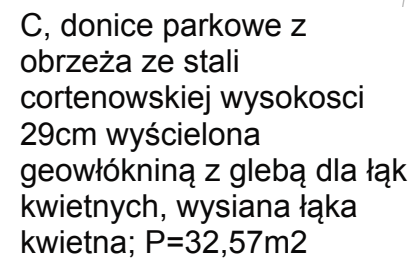 C, donice parkowe z
obrzeża ze stali
cortenowskiej wysokosci
29cm wyścielona
geowłókniną z glebą dla łąk
kwietnych, wysiana łąka
kwietna; P=32,57m2